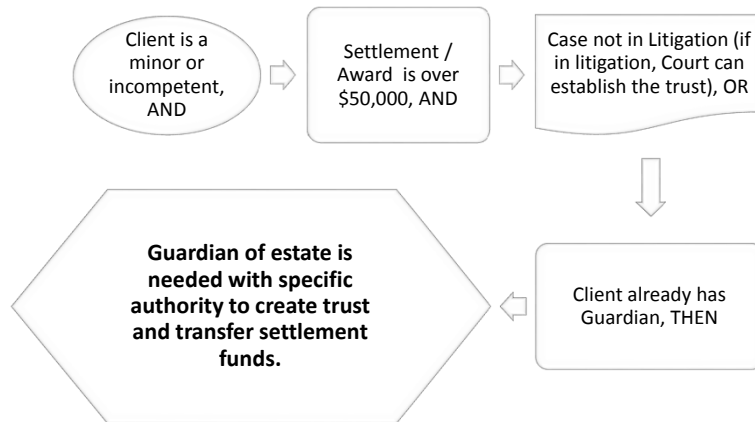 Client is a
minor or
incompetent,
AND
Settlement /
Award is over
$50,000, AND
Case not in Litigation (if
in litigation, Court can
establish the trust), OR
Client already has
Guardian, THEN
Guardian of estate is
needed with specific
authority to create trust
and transfer settlement
funds.